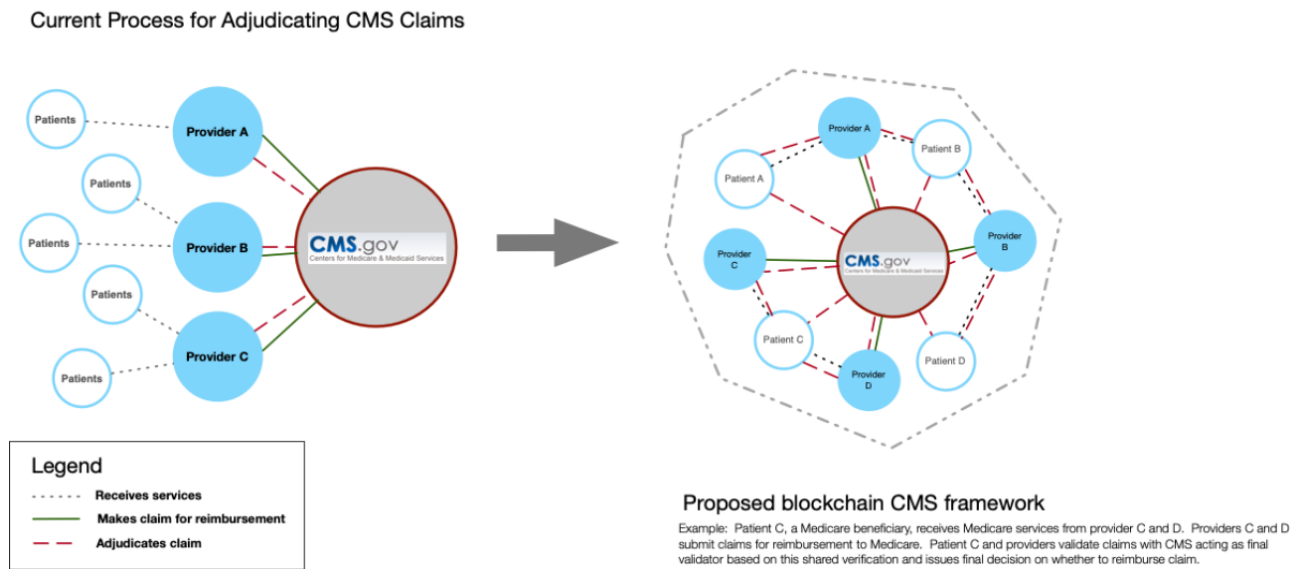 Current Process for Adjudicating CMS Claims
Patients
Provider A
Patients
Patients
Provider B
Patients
Provider C
Patients
CMS.gov
Centers for Medicare & Medicaid Services
Provider A
Patient B
Patient A
Provider
B
Provider
C
CMS.gov
Centers for Medicare & Medicaid Services
Patient C
Patient D
Provider
D
Legend
Receives services
Makes claim for reimbursement
Adjudicates claim
Proposed blockchain CMS framework
Example: Patient C, a Medicare beneficiary, receives Medicare services from provider C and D. Providers C and D
submit claims for reimbursement to Medicare. Patient C and providers validate claims with CMS acting as final
validator based on this shared verification and issues final decision on whether to reimburse claim.